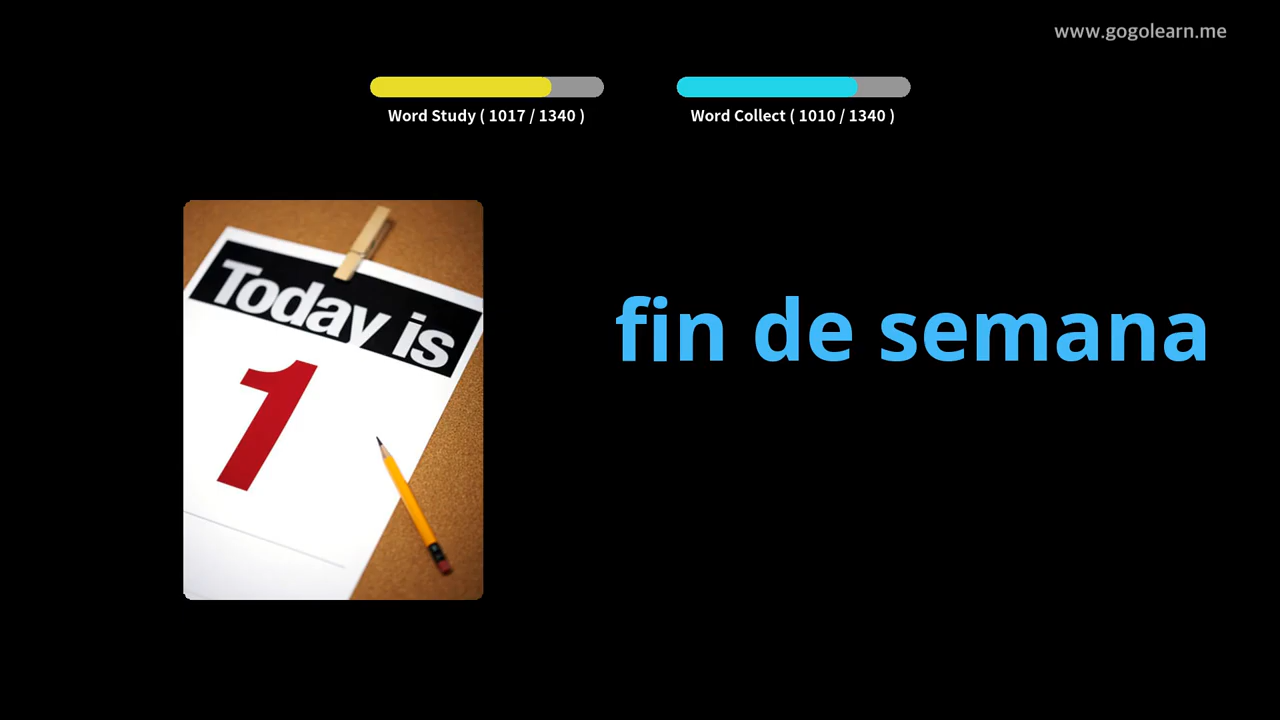 www.gogolearn.me
Word Study ( 1017 / 1340 )
Word Collect ( 1010 / 1340 )
Today is
1
fin de semana